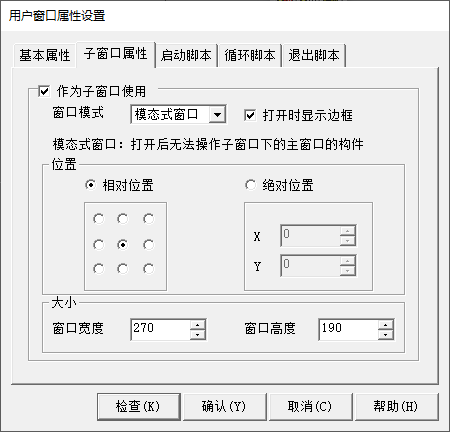 用户窗口属性设置
基本属性 子窗口属性 启动脚本 循环脚本 退出脚本
作为子窗口使用
窗口模式 模态式窗口 打开时显示边框
模态式窗口：打开后无法操作子窗口下的主窗口的构件
位置
相对位置 绝对位置
X 0
Y 0
大小
窗口宽度 270 窗口高度 190
检查(K) 确认(Y) 取消(C) 帮助(H)